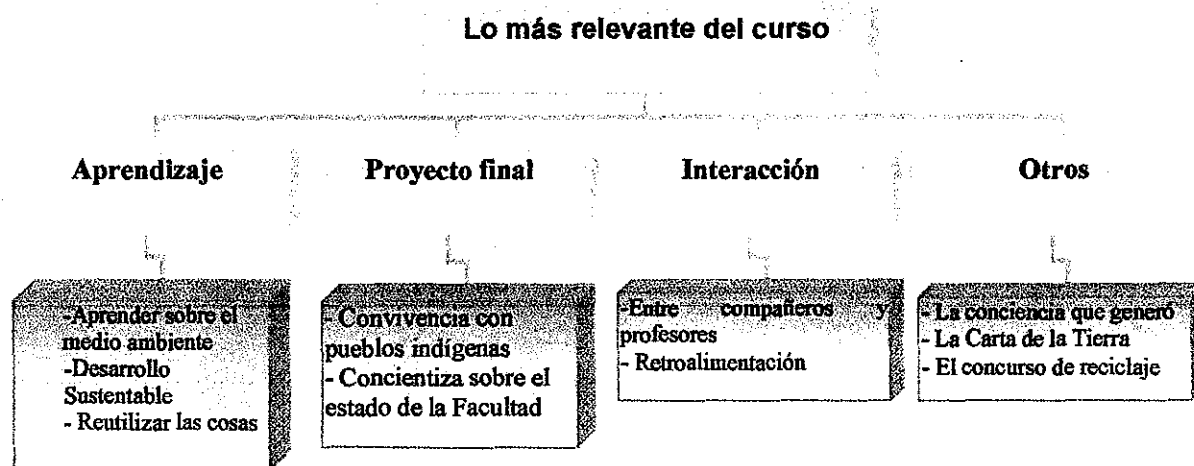 Lo más relevante del curso
Aprendizaje
Proyecto final
Interacción
Otros
-Aprender sobre el
medio ambiente
-Desarrollo
Sustentable
- Reutilizar las cosas
- Convivencia con
pueblos indígenas
- Concientiza sobre el
estado de la Facultad
-Entre compañeros y
profesores
- Retroalimentación
- La conciencia que generó
- La Carta de la Tierra
- El concurso de reciclaje